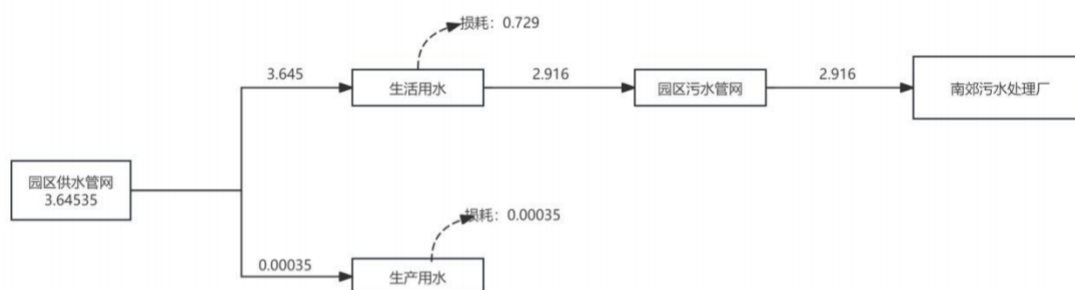 损耗：0.729
3.645
生活用水
2.916
园区污水管网
2.916
南郊污水处理厂
园区供水管网
3.64535
损耗：0.00035
0.00035
生产用水